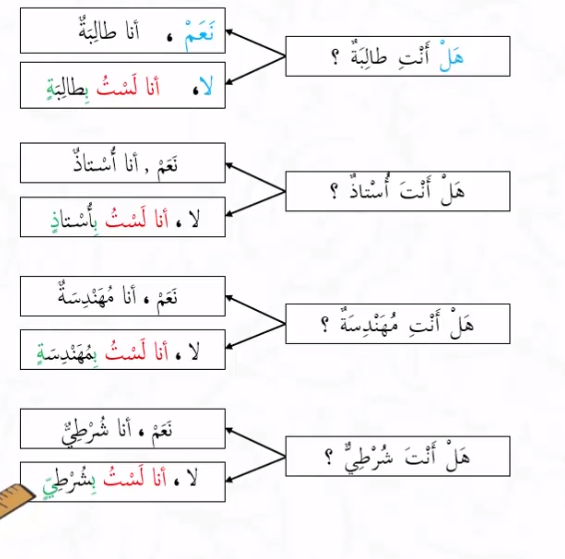 هَلْ أَنْتِ طالِبَةٌ ؟
نَعَمْ ، أنا طالِبَةٌ
لا، أنا لَسْتُ بِطالِبَةٍ
هَلْ أَنْتَ أُسْتاذٌ ؟
نَعَمْ , أنا أُسْتاذٌ
لا ، أنا لَسْتُ بِأُسْتاذٍ
هَلْ أَنْتِ مُهَنْدِسَةٌ ؟
نَعَمْ ، أنا مُهَنْدِسَةٌ
لا ، أنا لَسْتُ بِمُهَنْدِسَةٍ
هَلْ أَنْتَ شُرْطِيٌّ ؟
نَعَمْ ، أنا شُرْطِيٌّ
لا ، أنا لَسْتُ بِشُرْطِيٍّ